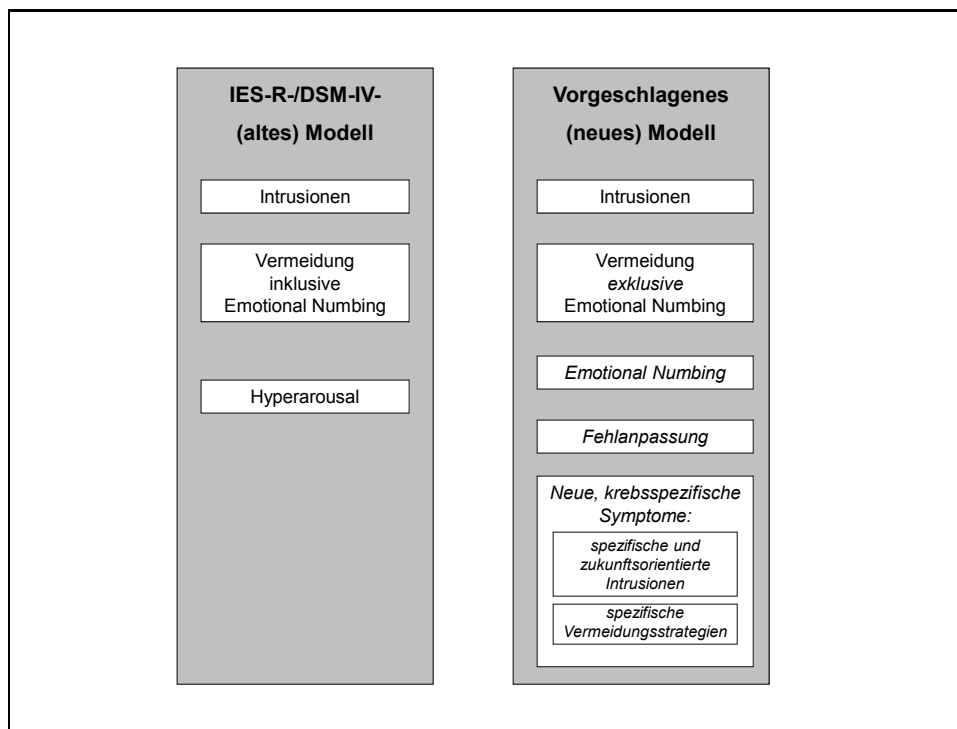 IES-R-/DSM-IV-
(altes) Modell
Intrusionen
Vermeidung
inklusive
Emotional Numbing
Hyperarousal
Vorgeschlagenes
(neues) Modell
Intrusionen
Vermeidung
exklusive
Emotional Numbing
Emotional Numbing
Fehlanpassung
Neue, krebsspezifische
Symptome:
spezifische und
zukunftsorientierte
Intrusionen
spezifische
Vermeidungsstrategien